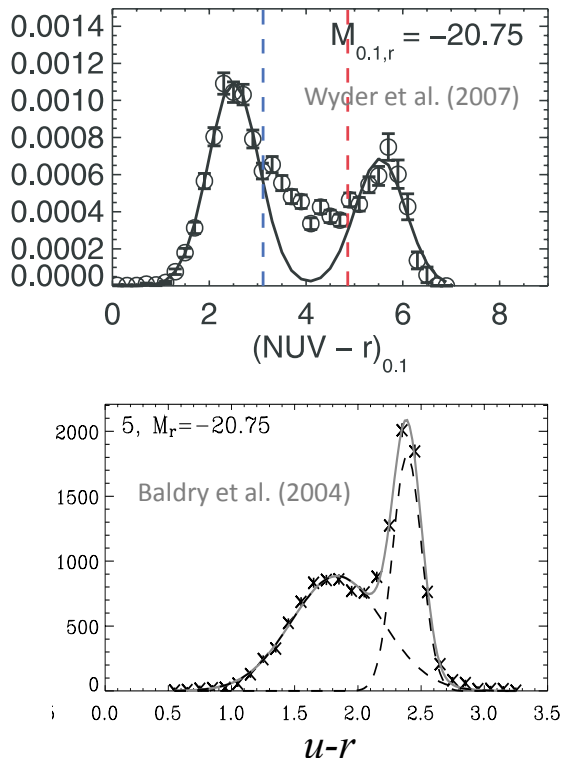 0.0014
0.0012
0.0010
0.0008
0.0006
0.0004
0.0002
0.0000
M0.1,r = −20.75
Wyder et al. (2007)
0 2 4 6 8
(NUV − r)0.1
5, Mr=−20.75
Baldry et al. (2004)
2000
1500
1000
500
0
0.0 0.5 1.0 1.5 2.0 2.5 3.0 3.5
u-r